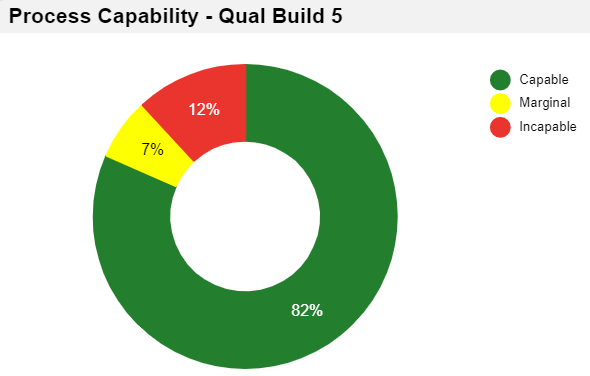 Process Capability - Qual Build 5
Capable
Marginal
Incapable
12%
7%
82%